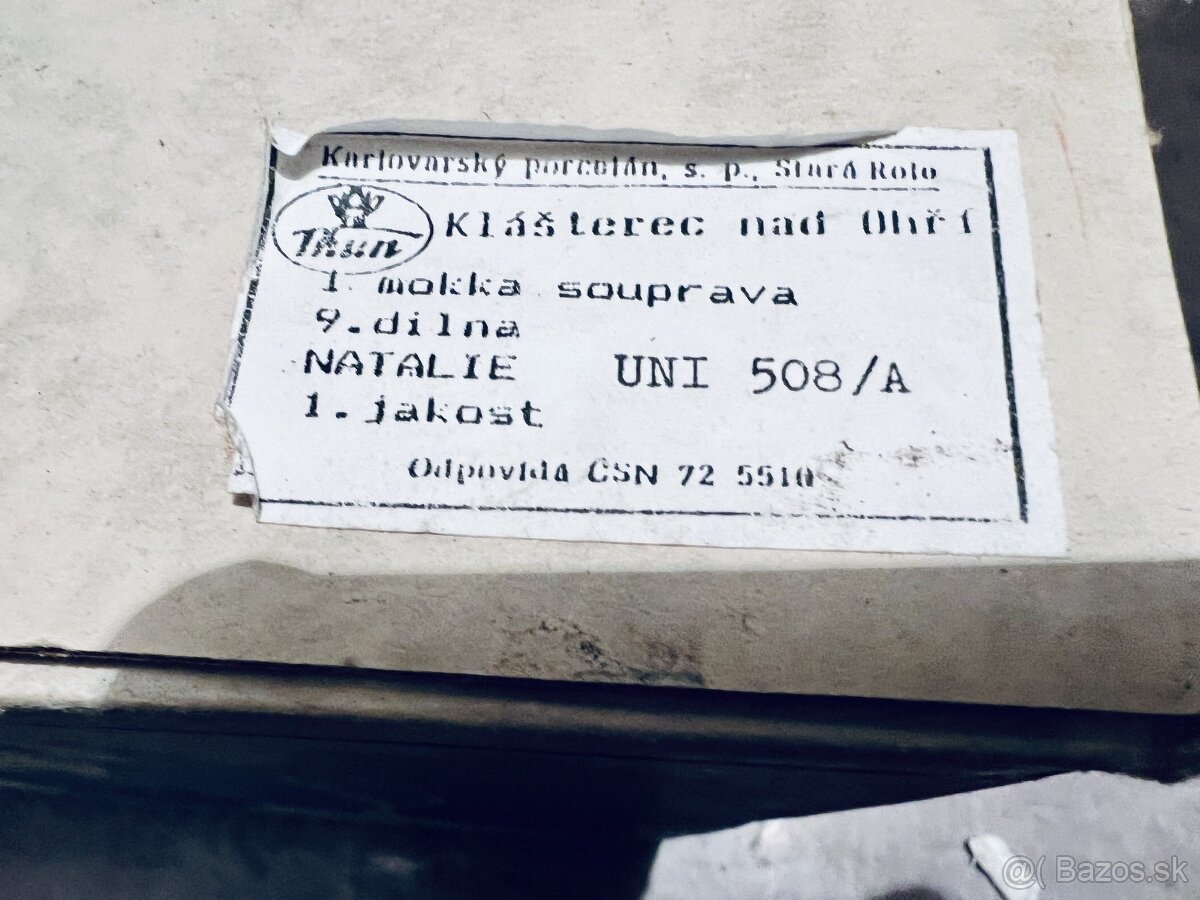 Karlovarský porcelán, s. p., Stará Role
Thun
Klášterec nad Ohří
1 mokka souprava
9.dílna
NATALIE UNI 508/A
1.jakost
Odpovídá ČSN 72 5510
@( Bazos.sk